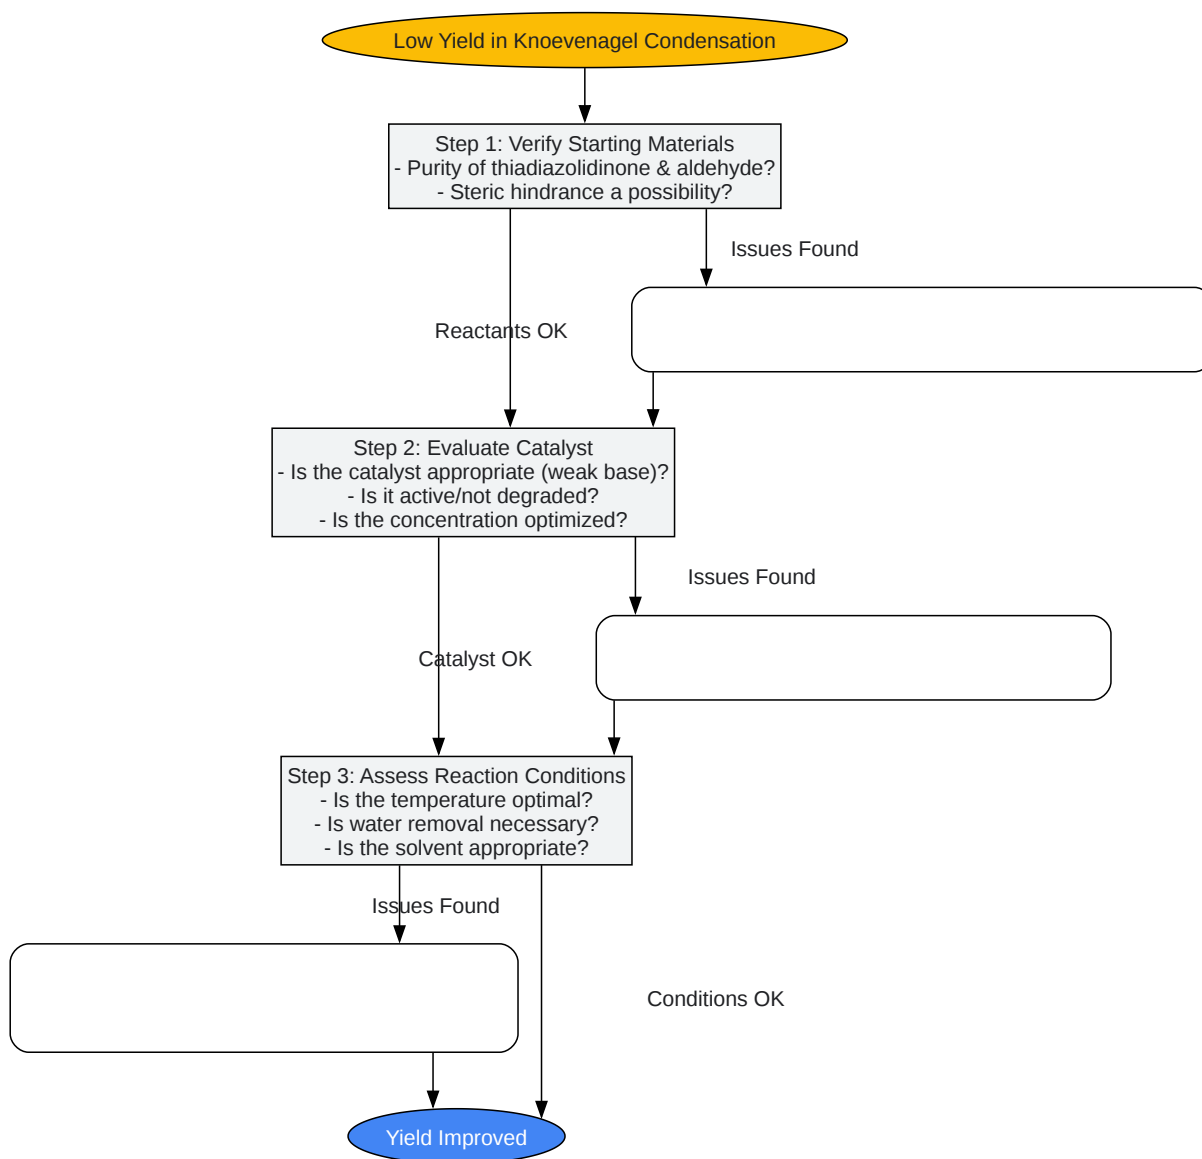 Low Yield in Knoevenagel Condensation
Step 1: Verify Starting Materials
- Purity of thiadiazolidinone & aldehyde?
- Steric hindrance a possibility?
Issues Found
Reactants OK
Step 2: Evaluate Catalyst
- Is the catalyst appropriate (weak base)?
- Is it active/not degraded?
- Is the concentration optimized?
Issues Found
Catalyst OK
Step 3: Assess Reaction Conditions
- Is the temperature optimal?
- Is water removal necessary?
- Is the solvent appropriate?
Issues Found
Conditions OK
Yield Improved